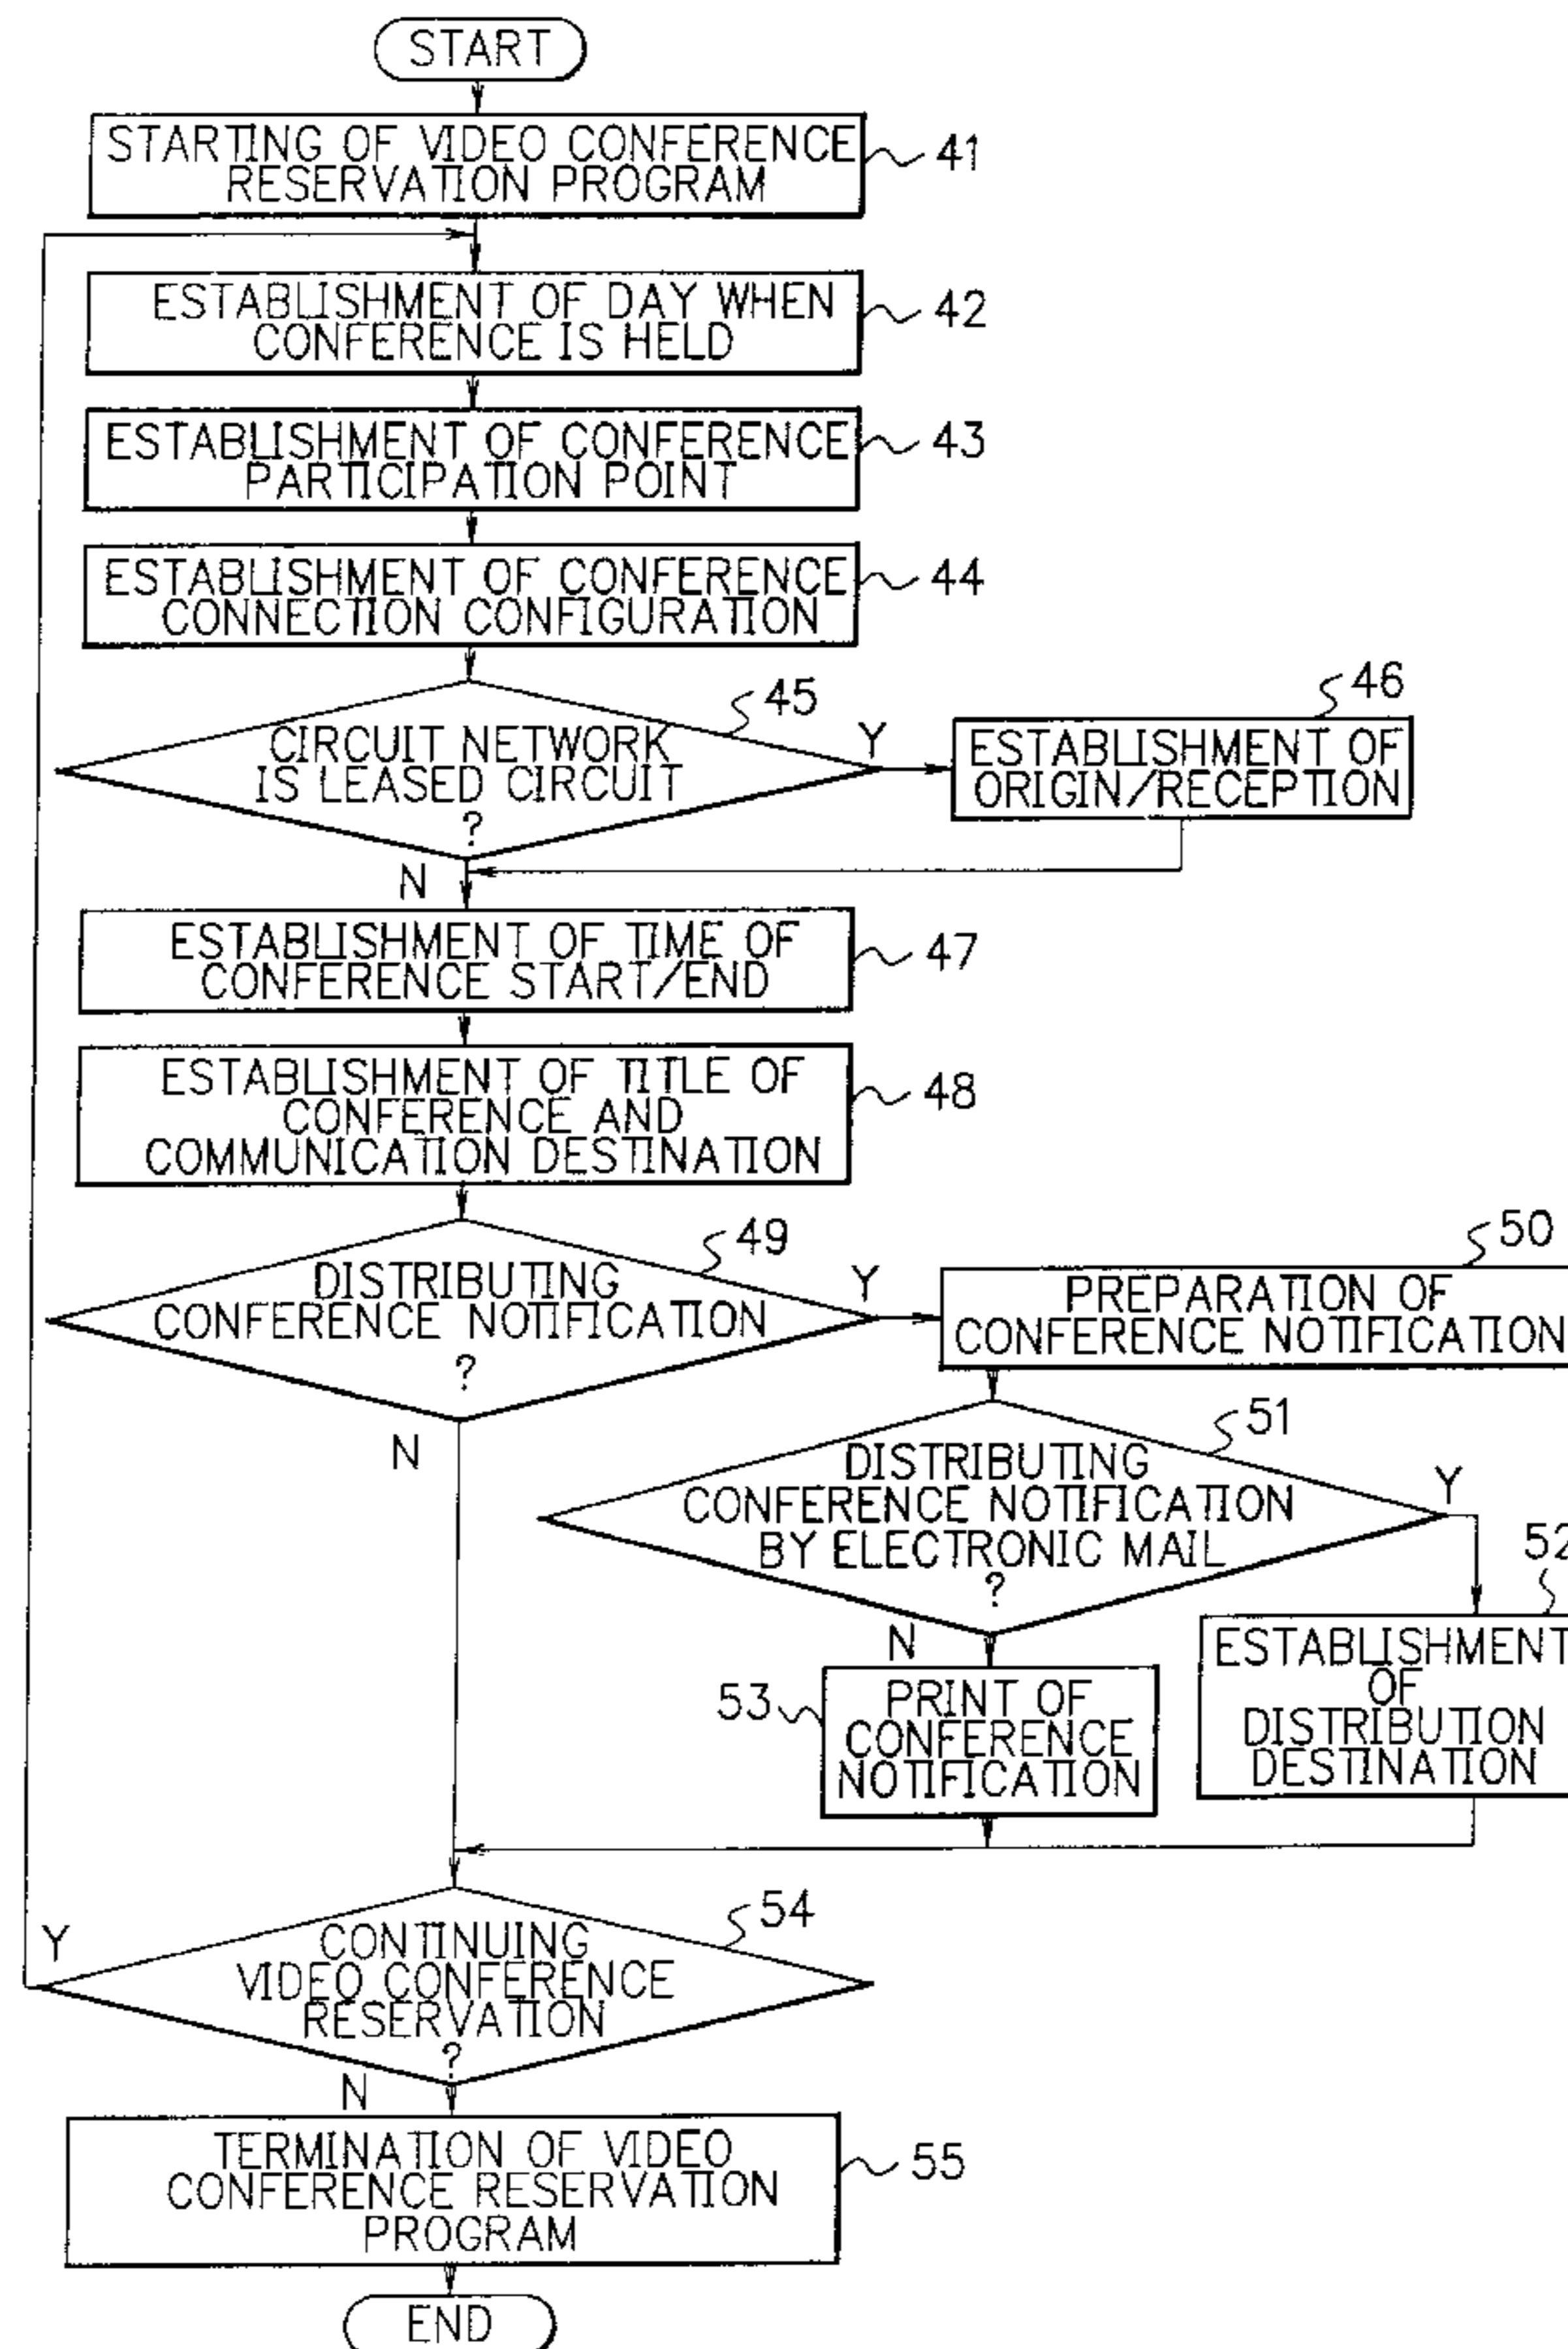 START
STARTING OF VIDEO CONFERENCE
RESERVATION PROGRAM
41
ESTABLISHMENT OF DAY WHEN
CONFERENCE IS HELD
42
ESTABLISHMENT OF CONFERENCE
PARTICIPATION POINT
43
ESTABLISHMENT OF CONFERENCE
CONNECTION CONFIGURATION
44
CIRCUIT NETWORK
IS LEASED CIRCUIT
?
45
Y
N
ESTABLISHMENT OF
ORIGIN/RECEPTION
46
ESTABLISHMENT OF TIME OF
CONFERENCE START/END
47
ESTABLISHMENT OF TITLE OF
CONFERENCE AND
COMMUNICATION DESTINATION
48
DISTRIBUTING
CONFERENCE NOTIFICATION
?
49
Y
N
PREPARATION OF
CONFERENCE NOTIFICATION
50
DISTRIBUTING
CONFERENCE NOTIFICATION
BY ELECTRONIC MAIL
?
51
Y
N
ESTABLISHMENT
OF
DISTRIBUTION
DESTINATION
52
PRINT OF
CONFERENCE
NOTIFICATION
53
CONTINUING
VIDEO CONFERENCE
RESERVATION
?
54
Y
N
TERMINATION OF VIDEO
CONFERENCE RESERVATION
PROGRAM
55
END